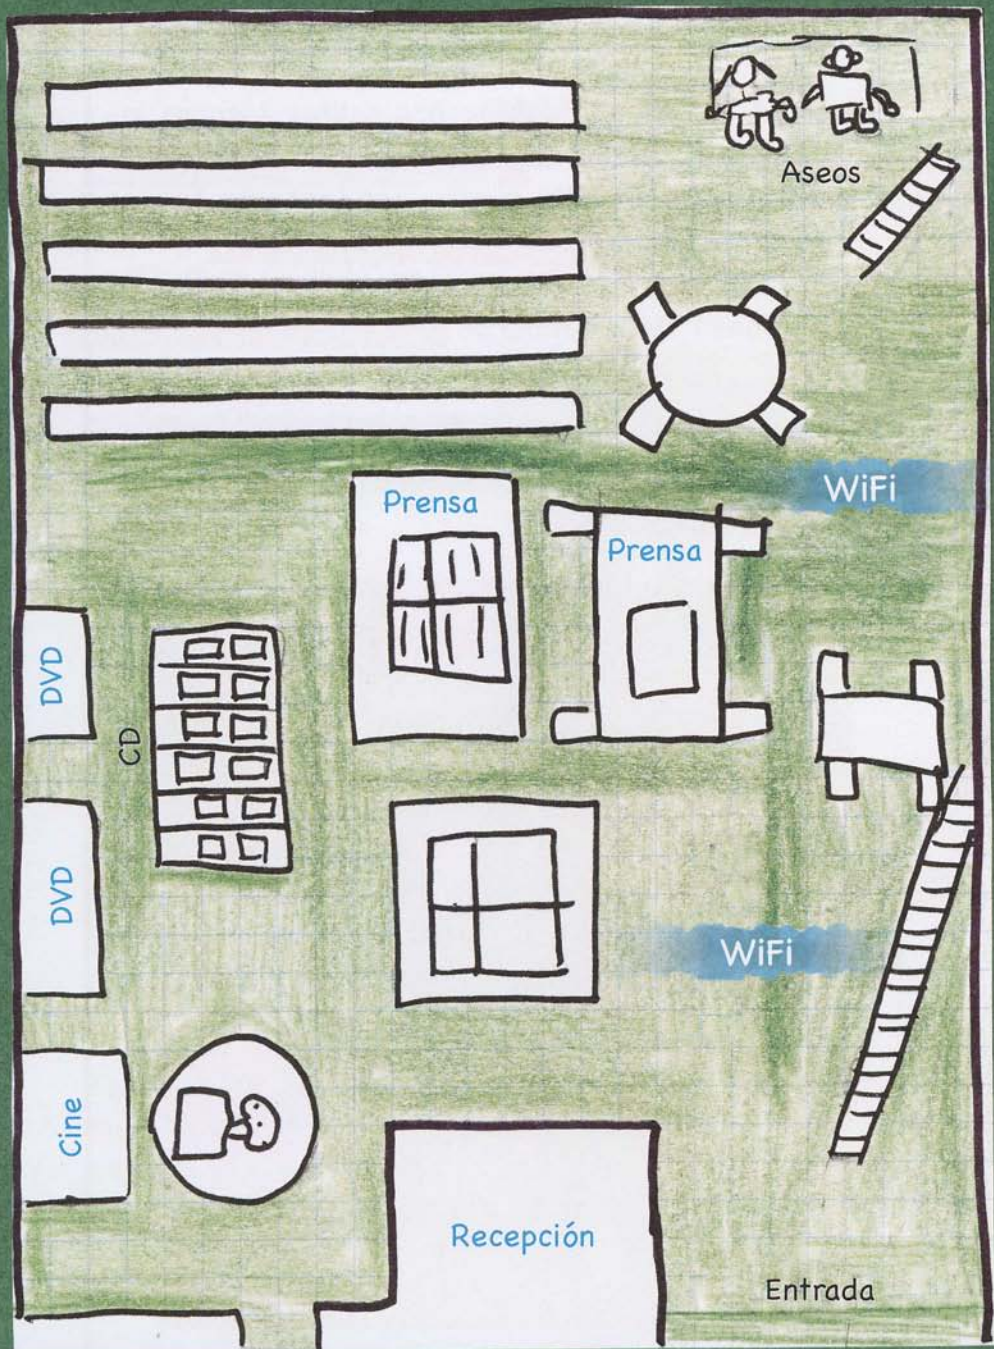 Aseos
WiFi
Prensa
Prensa
DVD
CD
DVD
WiFi
Cine
Recepción
Entrada